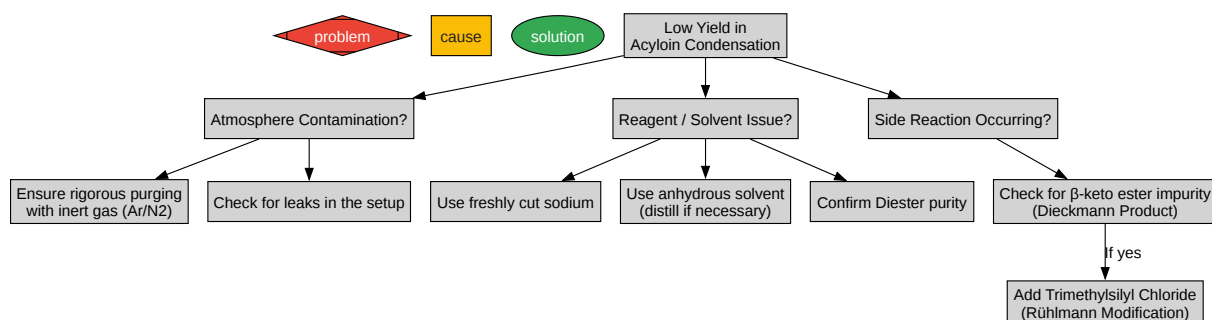 problem
cause
solution
Low Yield in
Acyloin Condensation
Atmosphere Contamination?
Reagent / Solvent Issue?
Side Reaction Occurring?
Ensure rigorous purging
with inert gas (Ar/N2)
Check for leaks in the setup
Use freshly cut sodium
Use anhydrous solvent
(distill if necessary)
Confirm Diester purity
Check for β-keto ester impurity
(Dieckmann Product)
If yes
Add Trimethylsilyl Chloride
(Rühlmann Modification)